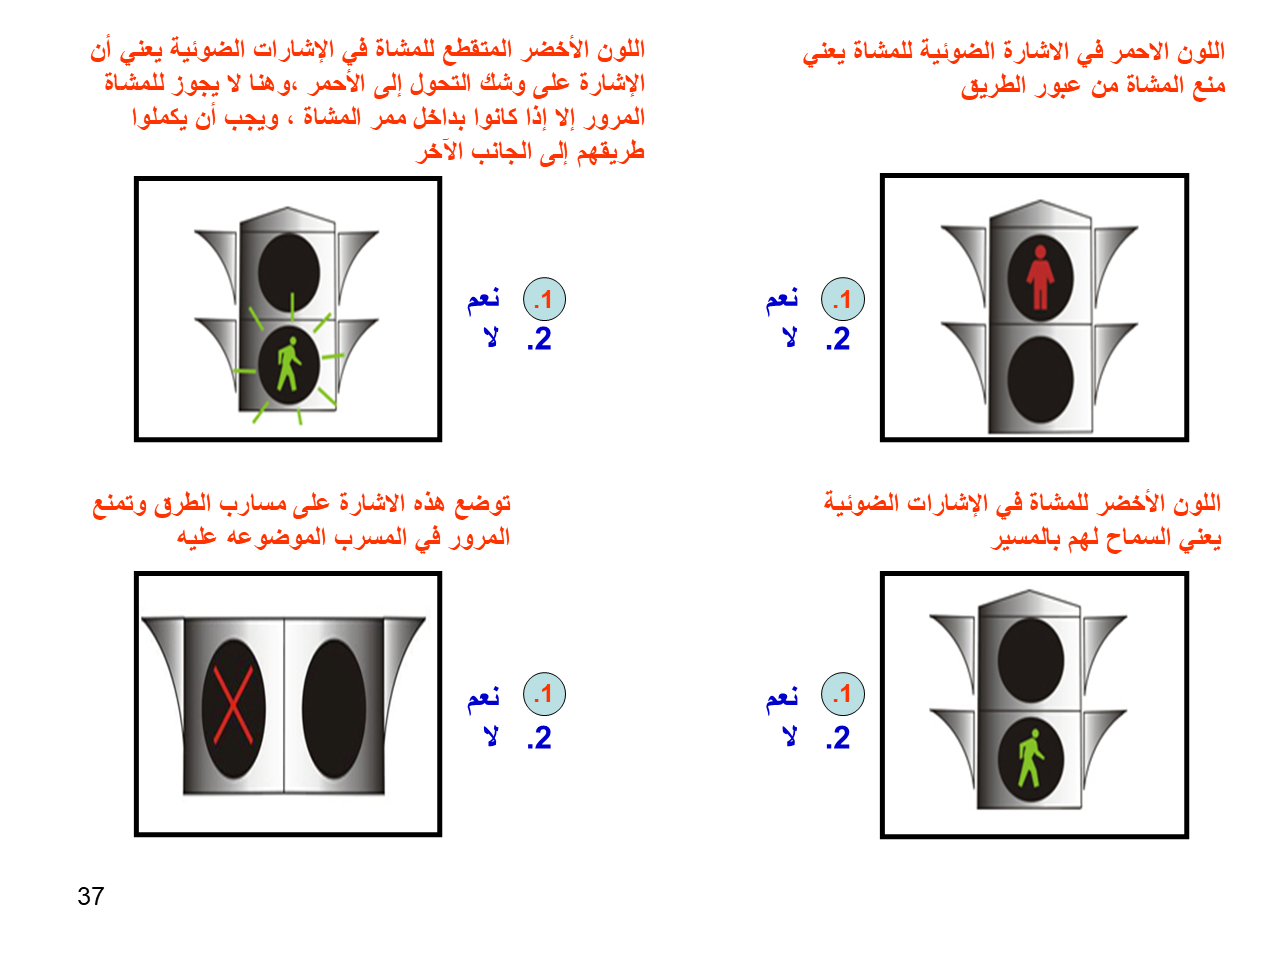 اللون الاحمر في الاشارة الضوئية للمشاة يعني
منع المشاة من عبور الطريق
1. نعم
2. لا
اللون الأخضر المتقطع للمشاة في الإشارات الضوئية يعني أن
الإشارة على وشك التحول إلى الأحمر ،وهنا لا يجوز للمشاة
المرور إلا إذا كانوا بداخل ممر المشاة ، ويجب أن يكملوا
طريقهم إلى الجانب الآخر
1. نعم
2. لا
اللون الأخضر للمشاة في الإشارات الضوئية
يعني السماح لهم بالمسير
1. نعم
2. لا
توضع هذه الاشارة على مسارب الطرق وتمنع
المرور في المسرب الموضوعه عليه
1. نعم
2. لا
37